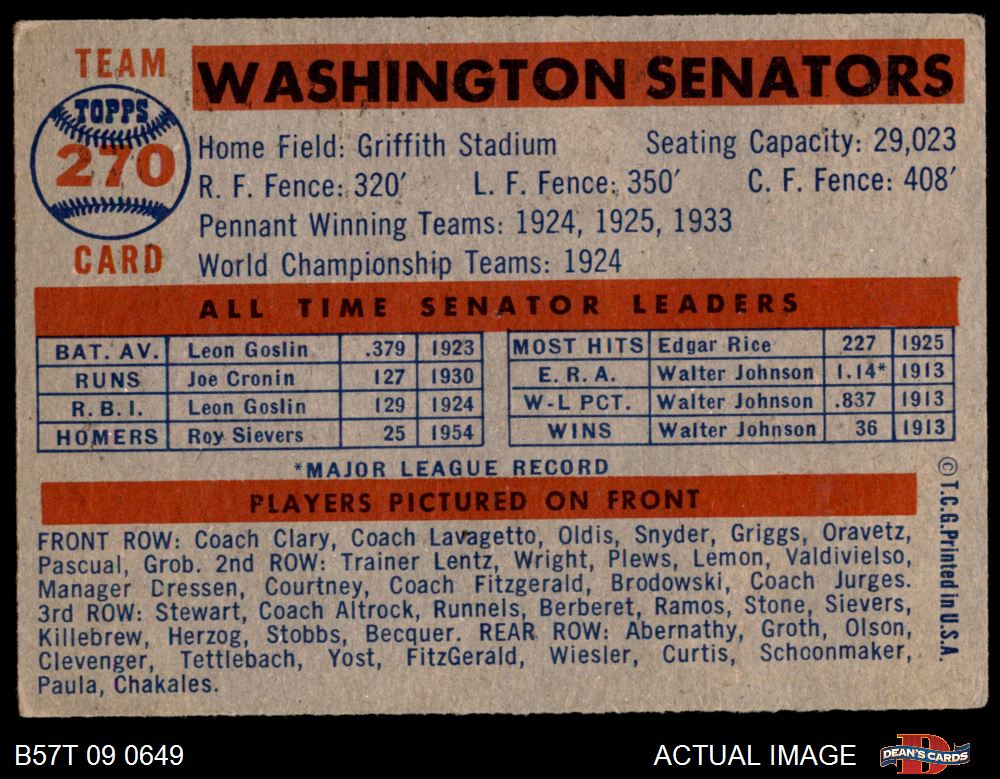 TEAM
TOPPS
270
CARD
WASHINGTON SENATORS
Home Field: Griffith Stadium Seating Capacity: 29,023
R. F. Fence: 320′ L. F. Fence: 350′ C. F. Fence: 408′
Pennant Winning Teams: 1924, 1925, 1933
World Championship Teams: 1924
ALL TIME SENATOR LEADERS
BAT. AV. Leon Goslin .379 1923 MOST HITS Edgar Rice 227 1925
RUNS Joe Cronin 127 1930 E. R. A. Walter Johnson 1.14* 1913
R. B. I. Leon Goslin 129 1924 W-L PCT. Walter Johnson .837 1913
HOMERS Roy Sievers 25 1954 WINS Walter Johnson 36 1913
*MAJOR LEAGUE RECORD
PLAYERS PICTURED ON FRONT
FRONT ROW: Coach Clary, Coach Lavagetto, Oldis, Snyder, Griggs, Oravetz,
Pascual, Grob. 2nd ROW: Trainer Lentz, Wright, Plews, Lemon, Valdivielso,
Manager Dressen, Courtney, Coach Fitzgerald, Brodowski, Coach Jurges.
3rd ROW: Stewart, Coach Altrock, Runnels, Berberet, Ramos, Stone, Sievers,
Killebrew, Herzog, Stobbs, Becquer. REAR ROW: Abernathy, Groth, Olson,
Clevenger, Tettlebach, Yost, FitzGerald, Wiesler, Curtis, Schoonmaker,
Paula, Chakales.
© T.C.G. Printed in U.S.A.
B57T 09 0649 ACTUAL IMAGE DEAN'S CARDS